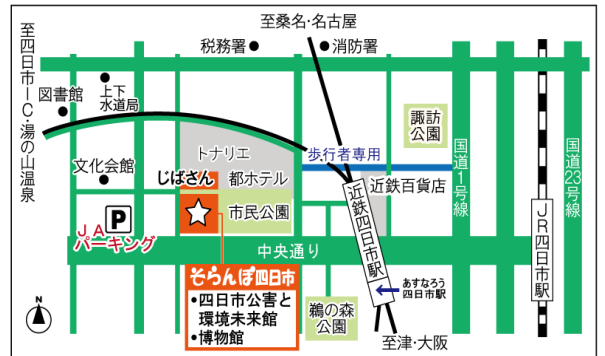 至桑名・名古屋
税務署
消防署
至四日市IC・湯の山温泉
図書館
上下
水道局
諏訪
公園
国道1号線
国道23号線
トナリエ
歩行者専用
文化会館
じばさん
都ホテル
近鉄百貨店
近鉄四日市駅
JR四日市駅
P
JA
パーキング
市民公園
中央通り
そらんぽ四日市
•四日市公害と
環境未来館
•博物館
鵜の森
公園
あすなろう
四日市駅
至津・大阪
N